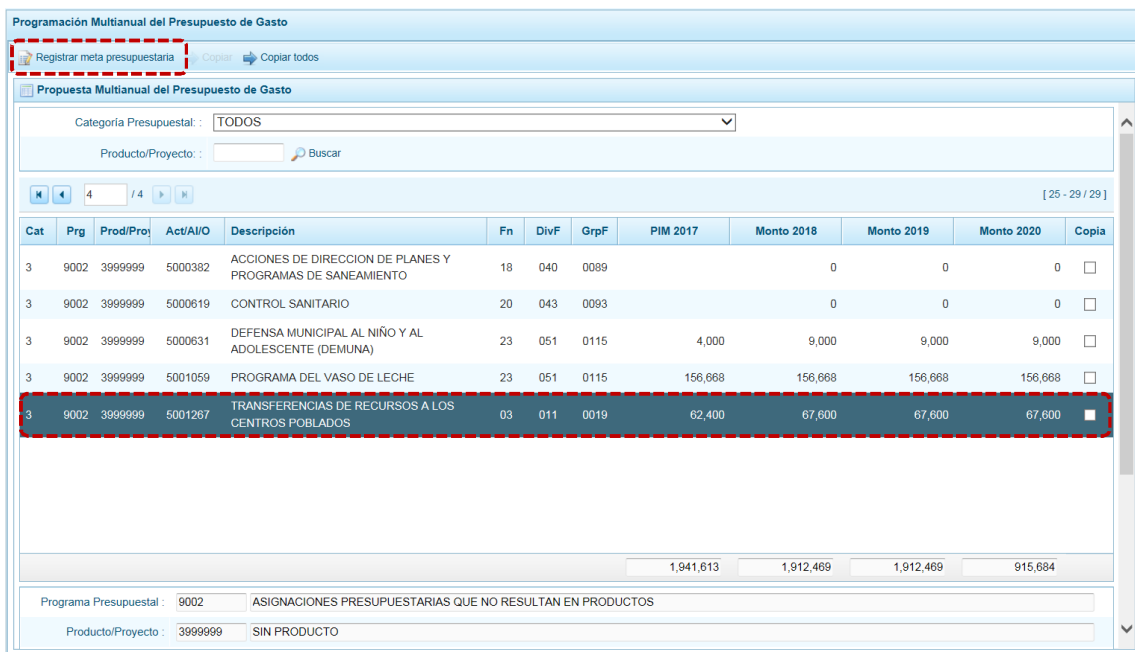 Programación Multianual del Presupuesto de Gasto
Registrar meta presupuestaria Copiar Copiar todos
Propuesta Multianual del Presupuesto de Gasto
Categoría Presupuestal: : TODOS
Producto/Proyecto: : Buscar
4 / 4 [ 25 - 29 / 29 ]
Cat Prg Prod/Proy Act/AI/O Descripción Fn DivF GrpF PIM 2017 Monto 2018 Monto 2019 Monto 2020 Copia
3 9002 3999999 5000382 ACCIONES DE DIRECCION DE PLANES Y PROGRAMAS DE SANEAMIENTO 18 040 0089 0 0 0
3 9002 3999999 5000619 CONTROL SANITARIO 20 043 0093 0 0 0
3 9002 3999999 5000631 DEFENSA MUNICIPAL AL NIÑO Y AL ADOLESCENTE (DEMUNA) 23 051 0115 4,000 9,000 9,000 9,000
3 9002 3999999 5001059 PROGRAMA DEL VASO DE LECHE 23 051 0115 156,668 156,668 156,668 156,668
3 9002 3999999 5001267 TRANSFERENCIAS DE RECURSOS A LOS CENTROS POBLADOS 03 011 0019 62,400 67,600 67,600 67,600
1,941,613 1,912,469 1,912,469 915,684
Programa Presupuestal : 9002 ASIGNACIONES PRESUPUESTARIAS QUE NO RESULTAN EN PRODUCTOS
Producto/Proyecto : 3999999 SIN PRODUCTO